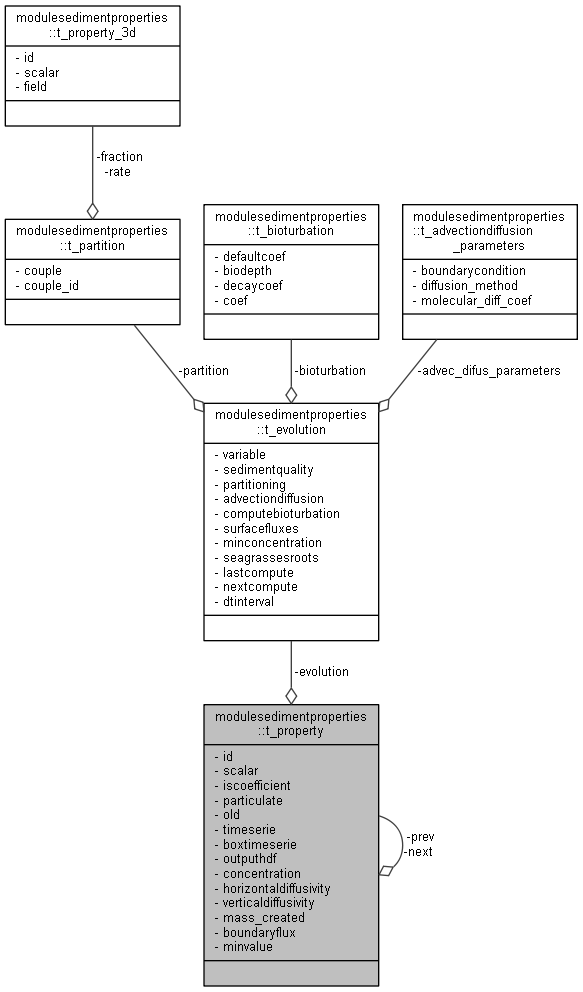 modulesedimentproperties
::t_property_3d
- id
- scalar
- field
-fraction
-rate
modulesedimentproperties
::t_partition
- couple
- couple_id
modulesedimentproperties
::t_bioturbation
- defaultcoef
- biodepth
- decaycoef
- coef
modulesedimentproperties
::t_advectiondiffusion
_parameters
- boundarycondition
- diffusion_method
- molecular_diff_coef
-partition
-bioturbation
-advec_difus_parameters
modulesedimentproperties
::t_evolution
- variable
- sedimentquality
- partitioning
- advectiondiffusion
- computebioturbation
- surfacefluxes
- minconcentration
- seagrassesroots
- lastcompute
- nextcompute
- dtinterval
-evolution
modulesedimentproperties
::t_property
- id
- scalar
- iscoefficient
- particulate
- old
- timeserie
- boxtimeserie
- outputhdf
- concentration
- horizontaldiffusivity
- verticaldiffusivity
- mass_created
- boundaryflux
- minvalue
-prev
-next